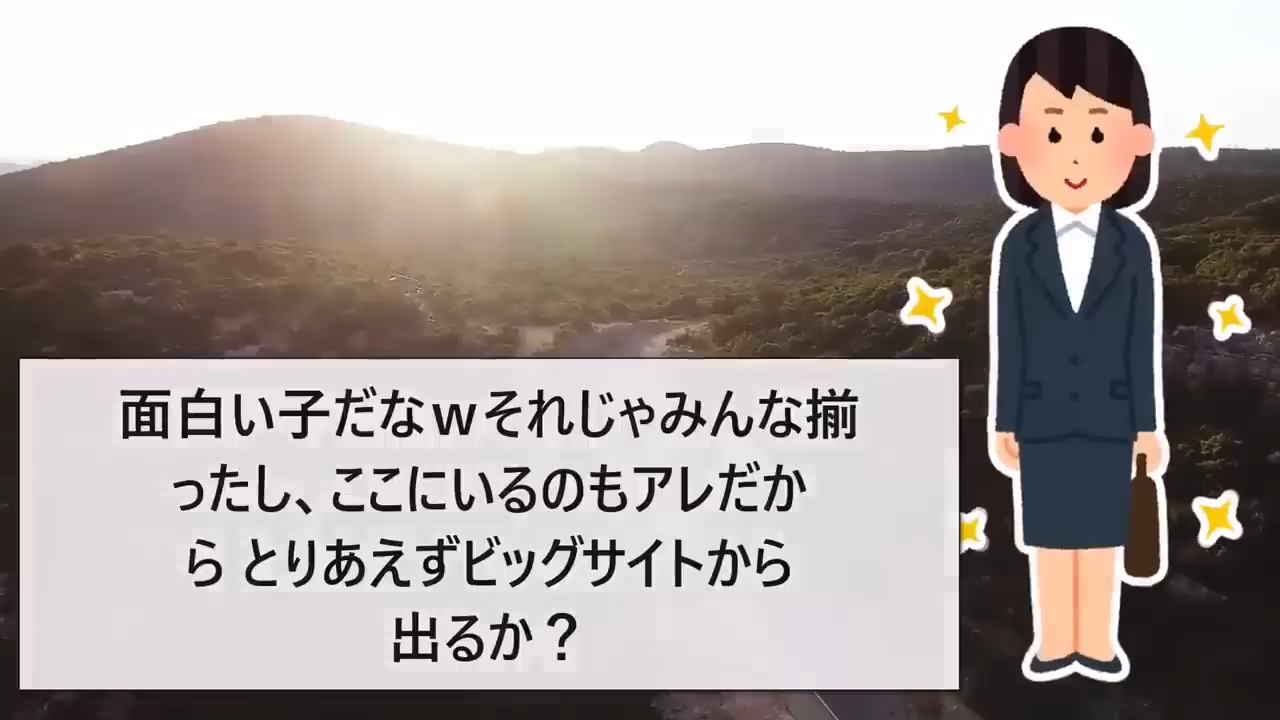 面白い子だなｗそれじゃみんな揃
ったし、ここにいるのもアレだか
ら とりあえずビッグサイトから
出るか？